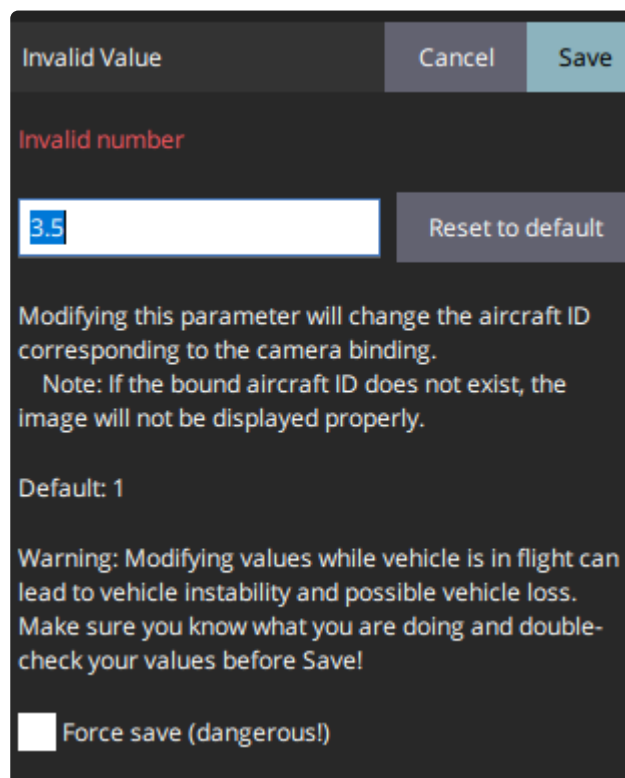 Invalid Value
Cancel
Save
Invalid number
3.5
Reset to default
Modifying this parameter will change the aircraft ID
corresponding to the camera binding.
Note: If the bound aircraft ID does not exist, the
image will not be displayed properly.
Default: 1
Warning: Modifying values while vehicle is in flight can
lead to vehicle instability and possible vehicle loss.
Make sure you know what you are doing and double-
check your values before Save!
Force save (dangerous!)